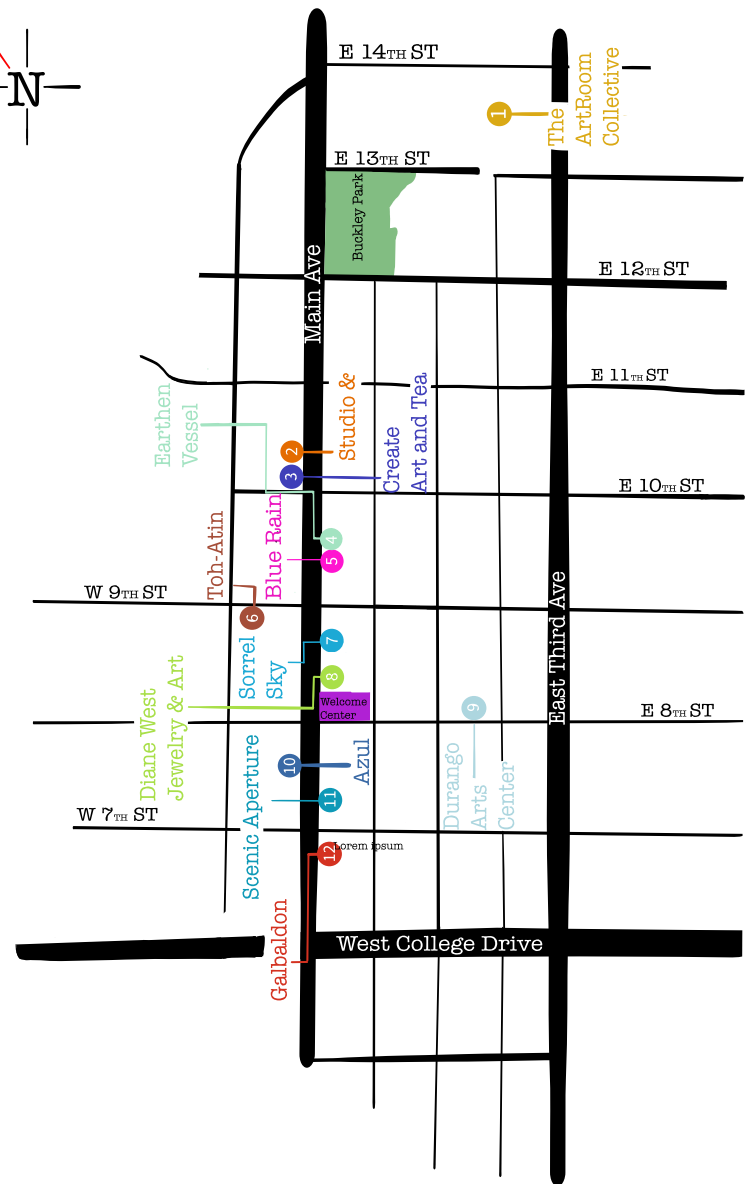 E 14TH ST
N
1
The
ArtRoom
Collective
E 13TH ST
Buckley Park
Main Ave
E 12TH ST
E 11TH ST
Earthen
Vessel
2
Studio &
3
Create
Art and Tea
E 10TH ST
4
Blue Rain
5
Toh-Atin
W 9TH ST
6
East Third Ave
7
Sorrel
Sky
8
Diane West
Jewelry & Art
Welcome
Center
9
Durango
Arts
Center
E 8TH ST
10
Azul
11
Scenic Aperture
W 7TH ST
12
Lorem ipsum
Galbaldon
West College Drive